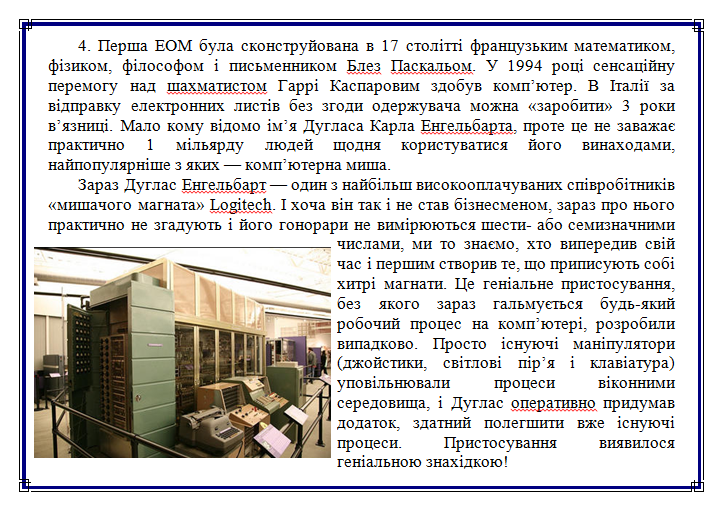 4. Перша ЕОМ була сконструйована в 17 столітті французьким математиком,
фізиком, філософом і письменником Блез Паскальом. У 1994 році сенсаційну
перемогу над шахматистом Гаррі Каспаровим здобув комп’ютер. В Італії за
відправку електронних листів без згоди одержувача можна «заробити» 3 роки
в’язниці. Мало кому відомо ім’я Дугласа Карла Енгельбарта, проте це не заважає
практично 1 мільярду людей щодня користуватися його винаходами,
найпопулярніше з яких — комп’ютерна миша.
Зараз Дуглас Енгельбарт — один з найбільш високооплачуваних співробітників
«мишачого магната» Logitech. І хоча він так і не став бізнесменом, зараз про нього
практично не згадують і його гонорари не вимірюються шести- або семизначними
числами, ми то знаємо, хто випередив свій
час і першим створив те, що приписують собі
хитрі магнати. Це геніальне пристосування,
без якого зараз гальмується будь-який
робочий процес на комп’ютері, розробили
випадково. Просто існуючі маніпулятори
(джойстики, світлові пір’я і клавіатура)
уповільнювали процеси віконними
середовища, і Дуглас оперативно придумав
додаток, здатний полегшити вже існуючі
процеси. Пристосування виявилося
геніальною знахідкою!